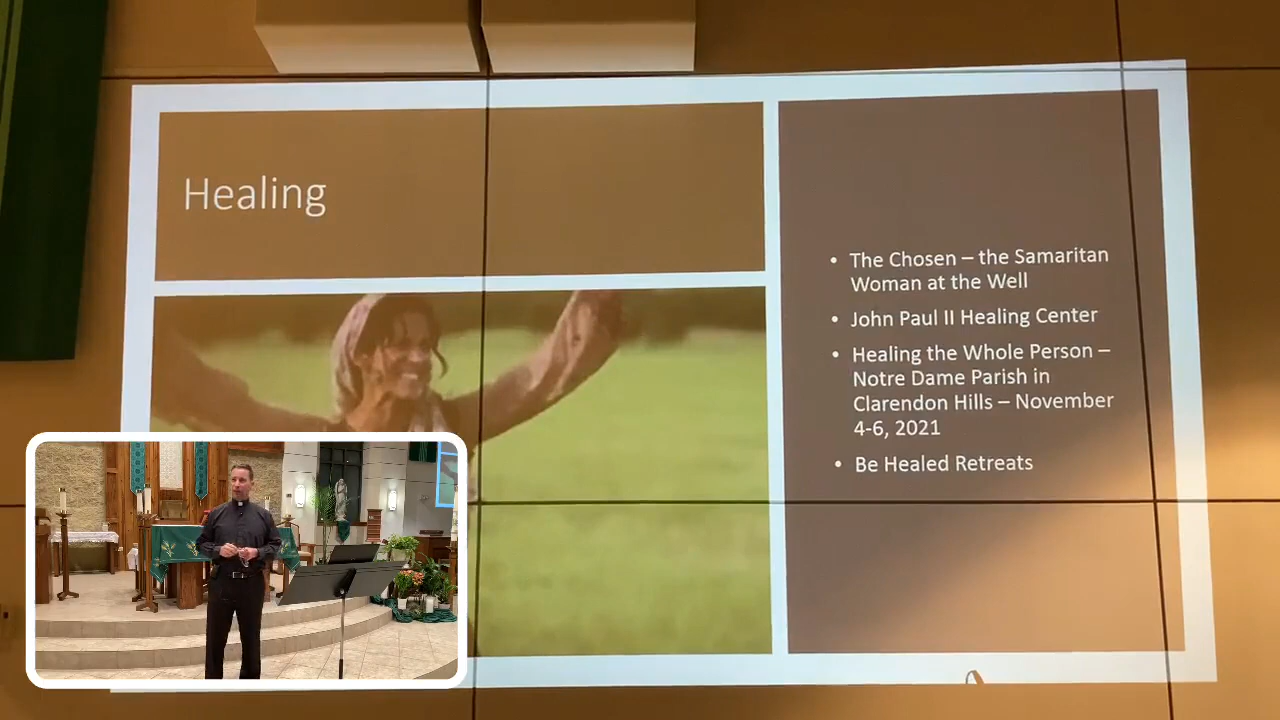 Healing
• The Chosen – the Samaritan
Woman at the Well
• John Paul II Healing Center
• Healing the Whole Person –
Notre Dame Parish in
Clarendon Hills – November
4-6, 2021
• Be Healed Retreats